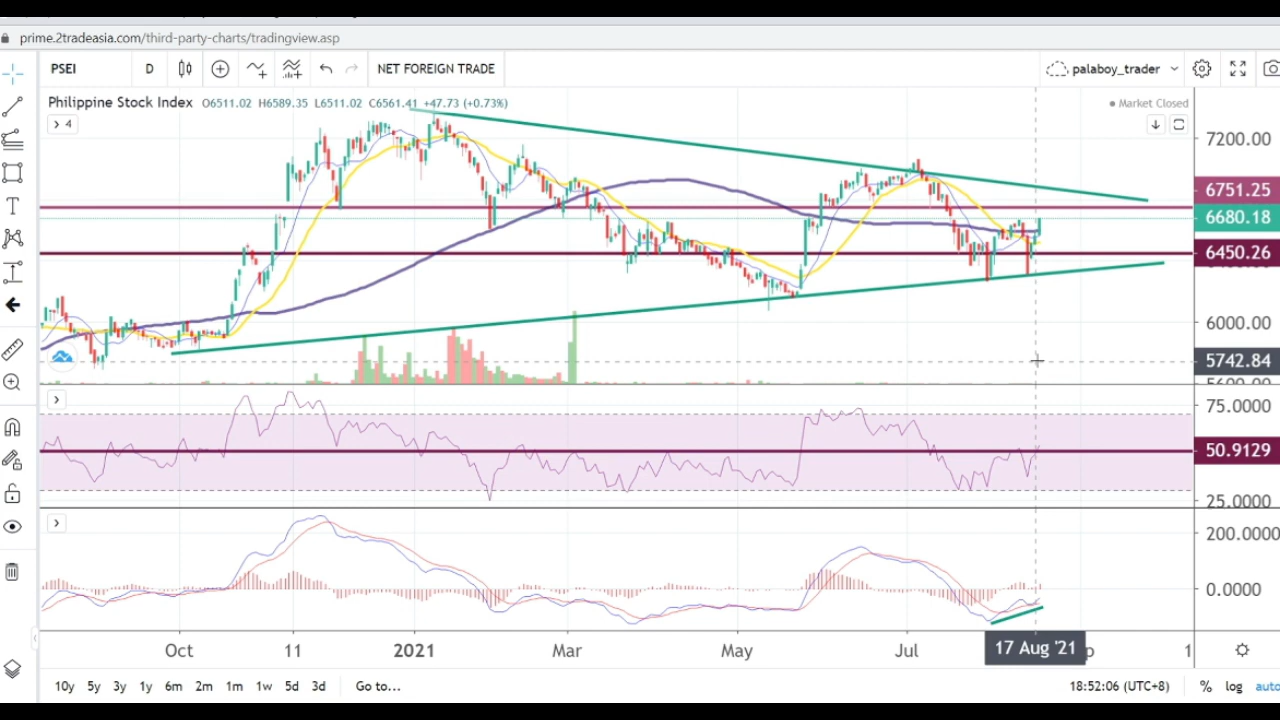 prime.2tradeasia.com/third-party-charts/tradingview.asp
PSEI D NET FOREIGN TRADE palaboy_trader
Philippine Stock Index O6511.02 H6589.35 L6511.02 C6561.41 +47.73 (+0.73%) Market Closed
4
7200.00
6751.25
6680.18
6450.26
6000.00
5742.84
5600.00
75.0000
50.9129
25.0000
200.0000
0.0000
Oct 11 2021 Mar May Jul 17 Aug '21 1
10y 5y 3y 1y 6m 2m 1m 1w 5d 3d Go to... 18:52:06 (UTC+8) % log auto